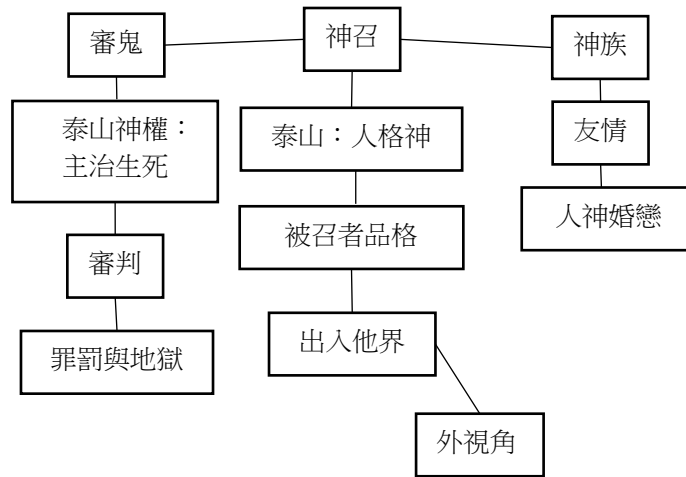 審鬼
神召
神族
泰山神權：
主治生死
泰山：人格神
友情
被召者品格
人神婚戀
審判
出入他界
罪罰與地獄
外視角